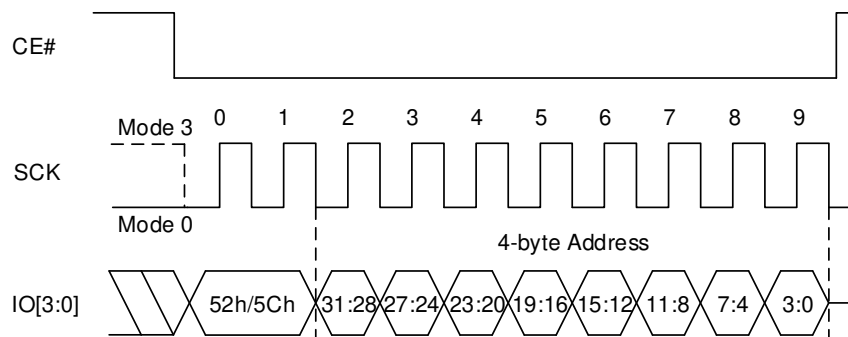 CE#
Mode 3
0 1 2 3 4 5 6 7 8 9
SCK
Mode 0
4-byte Address
IO[3:0]
52h/5Ch 31:28 27:24 23:20 19:16 15:12 11:8 7:4 3:0